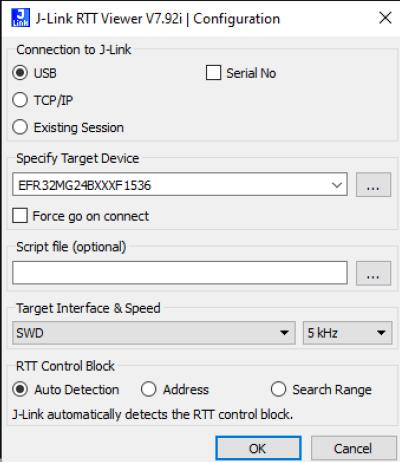 J-Link RTT Viewer V7.92i | Configuration
Connection to J-Link
USB
Serial No
TCP/IP
Existing Session
Specify Target Device
EFR32MG24BXXXF1536
...
Force go on connect
Script file (optional)
...
Target Interface & Speed
SWD
5 kHz
RTT Control Block
Auto Detection
Address
Search Range
J-Link automatically detects the RTT control block.
OK
Cancel